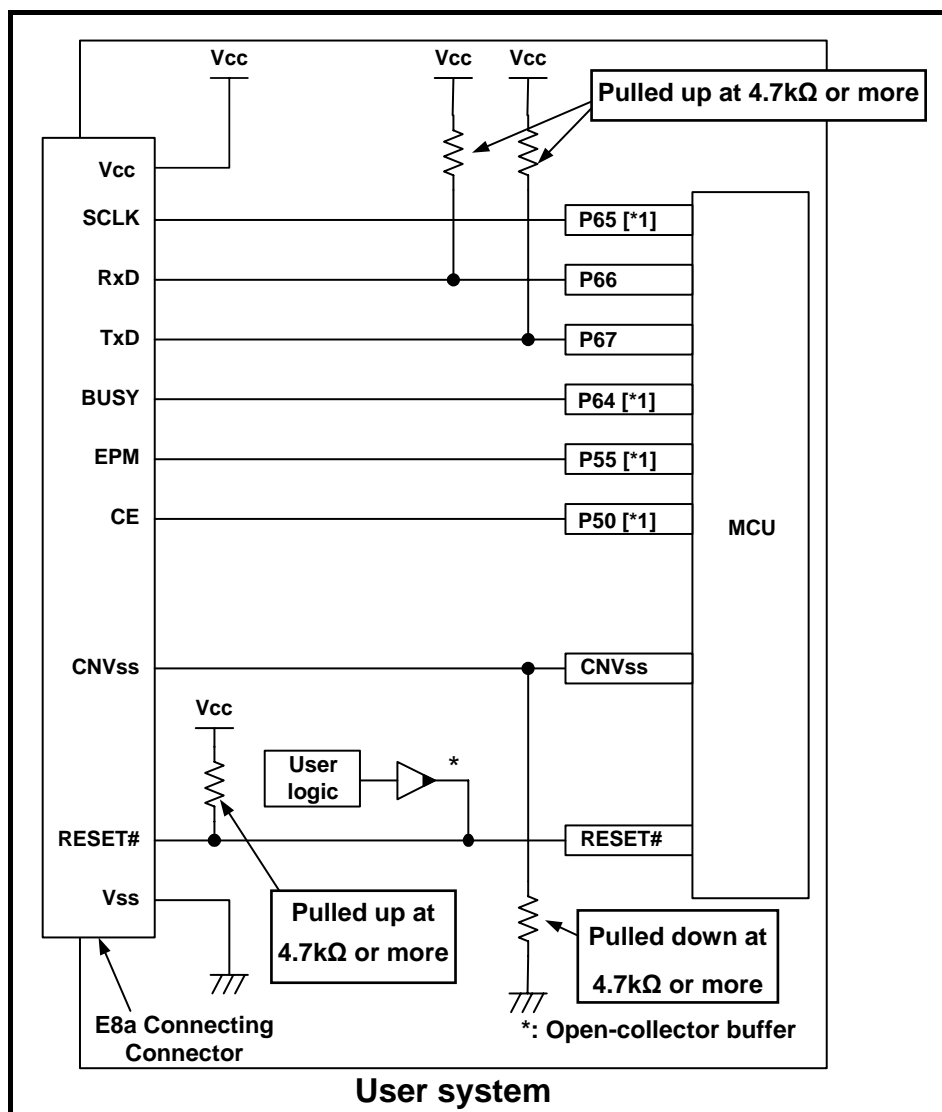 Vcc
Vcc
Vcc
Pulled up at 4.7kΩ or more
Vcc
SCLK
P65 [*1]
RxD
P66
TxD
P67
BUSY
P64 [*1]
EPM
P55 [*1]
CE
P50 [*1]
MCU
CNVss
CNVss
Vcc
User
logic
*
RESET#
RESET#
Vss
Pulled up at
4.7kΩ or more
Pulled down at
4.7kΩ or more
E8a Connecting
Connector
*: Open-collector buffer
User system